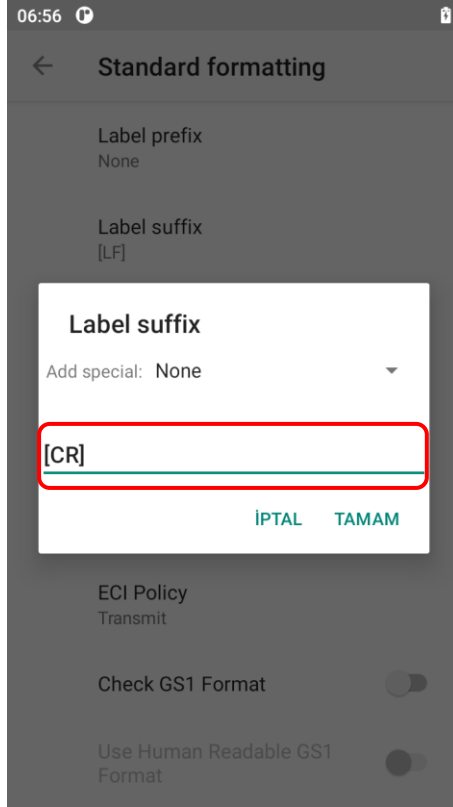 06:56
Standard formatting
Label prefix
None
Label suffix
[LF]
Label suffix
Add special: None
[CR]
İPTAL TAMAM
ECI Policy
Transmit
Check GS1 Format
Use Human Readable GS1
Format